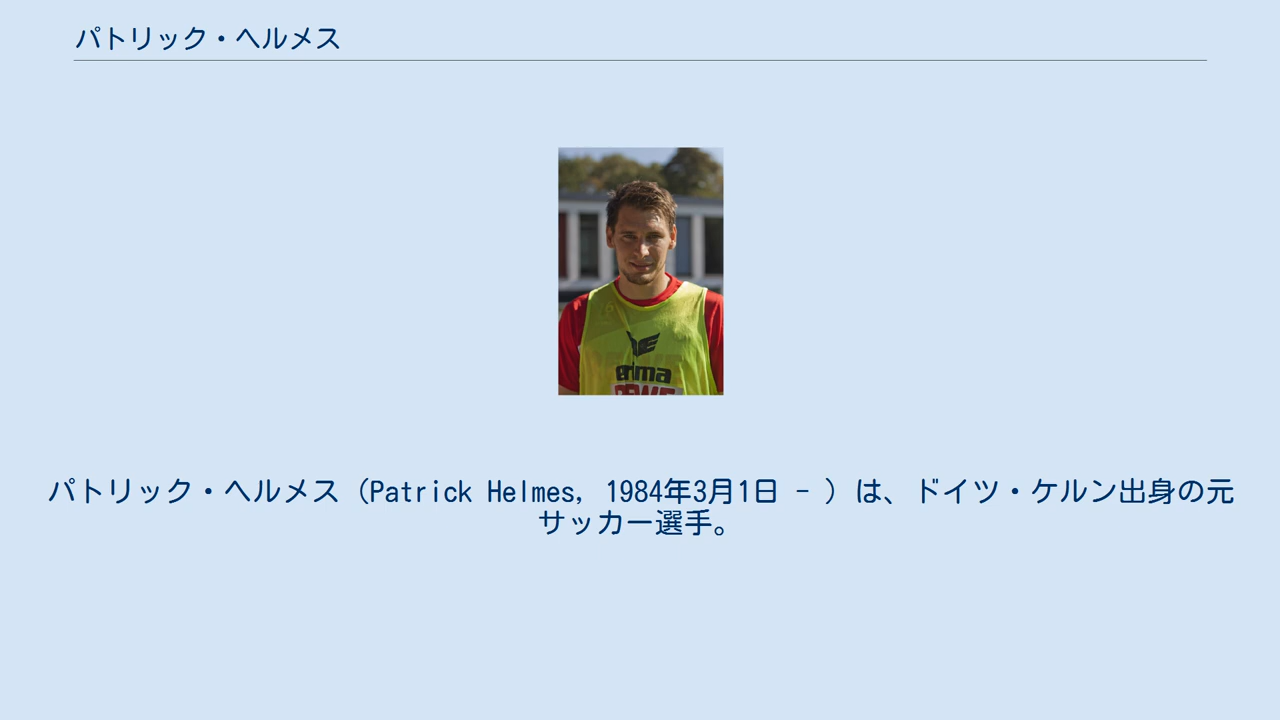 パトリック・ヘルメス
erima
REWE
パトリック・ヘルメス（Patrick Helmes, 1984年3月1日 - ）は、ドイツ・ケルン出身の元
サッカー選手。